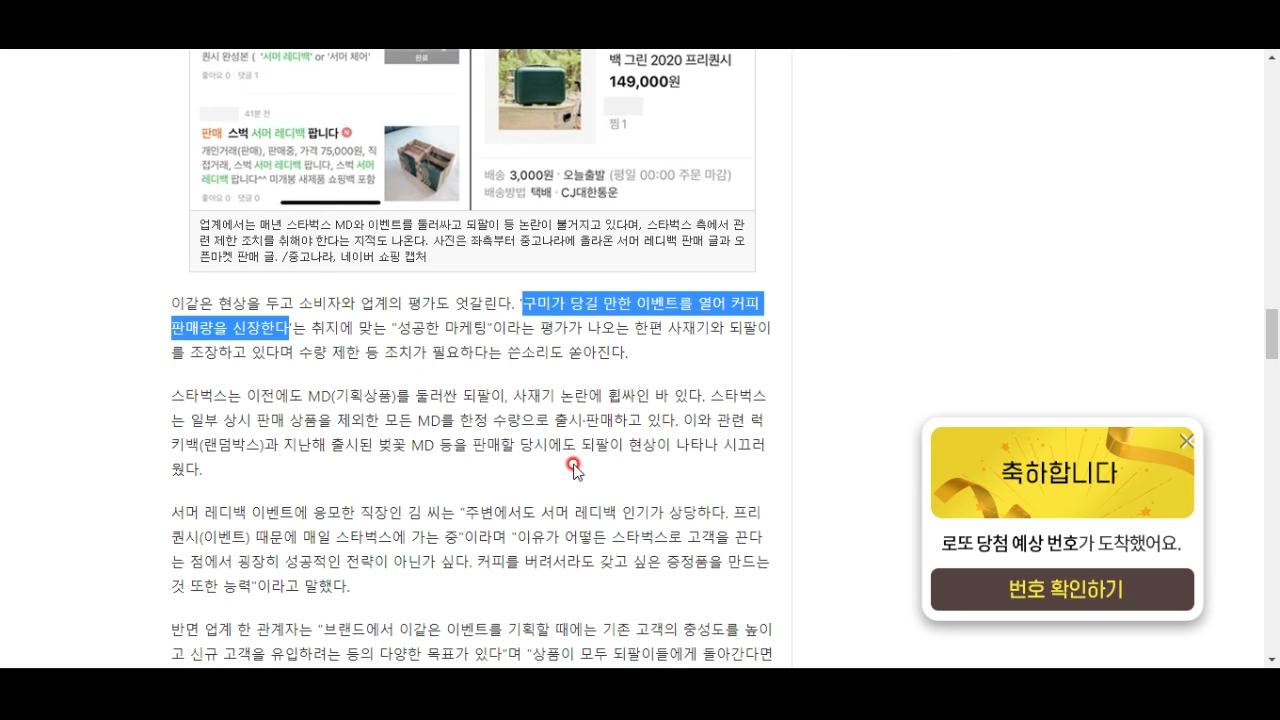 퀀시 완성본 ( '서머 레디백' or '서머 체어'
완료
좋아요 0 댓글 1
백 그린 2020 프리퀀시
149,000원
찜 1
41분 전
판매 스벅 서머 레디백 팝니다 N
개인거래(판매), 판매중, 가격 75,000원, 직
접거래, 스벅 서머 레디백 팝니다, 스벅 서머
레디백 팝니다^^ 미개봉 새제품 쇼핑백 포함
좋아요 0 댓글 0
배송 3,000원 · 오늘출발 (평일 00:00 주문 마감)
배송방법 택배 · CJ대한통운
업계에서는 매년 스타벅스 MD와 이벤트를 둘러싸고 되팔이 등 논란이 불거지고 있다며, 스타벅스 측에서 관
련 제한 조치를 취해야 한다는 지적도 나온다. 사진은 좌측부터 중고나라에 올라온 서머 레디백 판매 글과 오
픈마켓 판매 글. /중고나라, 네이버 쇼핑 캡처
이같은 현상을 두고 소비자와 업계의 평가도 엇갈린다. '구미가 당길 만한 이벤트를 열어 커피
판매량을 신장한다'는 취지에 맞는 "성공한 마케팅"이라는 평가가 나오는 한편 사재기와 되팔이
를 조장하고 있다며 수량 제한 등 조치가 필요하다는 쓴소리도 쏟아진다.
스타벅스는 이전에도 MD(기획상품)를 둘러싼 되팔이, 사재기 논란에 휩싸인 바 있다. 스타벅스
는 일부 상시 판매 상품을 제외한 모든 MD를 한정 수량으로 출시·판매하고 있다. 이와 관련 럭
키백(랜덤박스)과 지난해 출시된 벚꽃 MD 등을 판매할 당시에도 되팔이 현상이 나타나 시끄러
웠다.
서머 레디백 이벤트에 응모한 직장인 김 씨는 "주변에서도 서머 레디백 인기가 상당하다. 프리
퀀시(이벤트) 때문에 매일 스타벅스에 가는 중"이라며 "이유가 어떻든 스타벅스로 고객을 끈다
는 점에서 굉장히 성공적인 전략이 아닌가 싶다. 커피를 버려서라도 갖고 싶은 증정품을 만드는
것 또한 능력"이라고 말했다.
반면 업계 한 관계자는 "브랜드에서 이같은 이벤트를 기획할 때에는 기존 고객의 충성도를 높이
고 신규 고객을 유입하려는 등의 다양한 목표가 있다"며 "상품이 모두 되팔이들에게 돌아간다면
축하합니다
로또 당첨 예상 번호가 도착했어요.
번호 확인하기